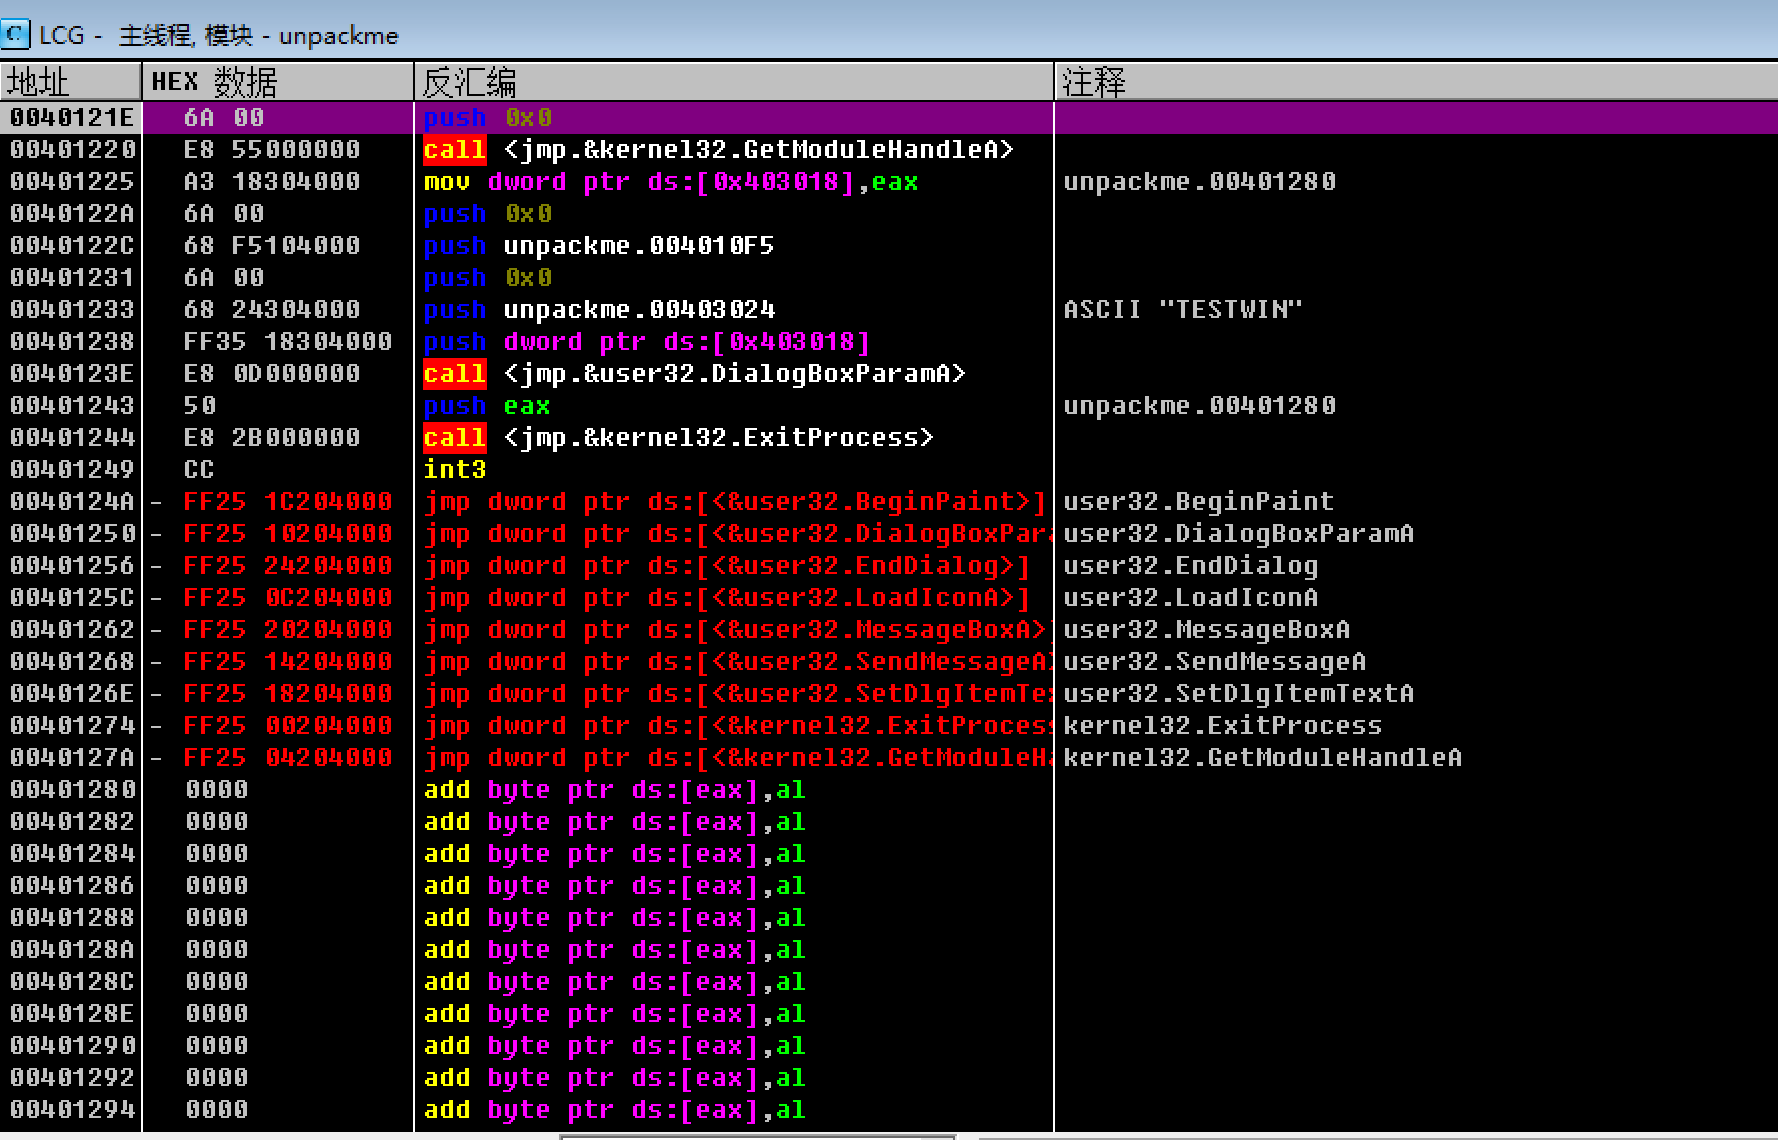 LCG - 主线程, 模块 - unpackme
地址 HEX 数据 反汇编 注释
0040121E 6A 00 push 0x0
00401220 E8 55000000 call <jmp.&kernel32.GetModuleHandleA>
00401225 A3 18304000 mov dword ptr ds:[0x403018],eax unpackme.00401280
0040122A 6A 00 push 0x0
0040122C 68 F5104000 push unpackme.004010F5
00401231 6A 00 push 0x0
00401233 68 24304000 push unpackme.00403024 ASCII "TESTWIN"
00401238 FF35 18304000 push dword ptr ds:[0x403018]
0040123E E8 0D000000 call <jmp.&user32.DialogBoxParamA>
00401243 50 push eax unpackme.00401280
00401244 E8 2B000000 call <jmp.&kernel32.ExitProcess>
00401249 CC int3
0040124A - FF25 1C204000 jmp dword ptr ds:[<&user32.BeginPaint>] user32.BeginPaint
00401250 - FF25 10204000 jmp dword ptr ds:[<&user32.DialogBoxPara user32.DialogBoxParamA
00401256 - FF25 24204000 jmp dword ptr ds:[<&user32.EndDialog>] user32.EndDialog
0040125C - FF25 0C204000 jmp dword ptr ds:[<&user32.LoadIconA>] user32.LoadIconA
00401262 - FF25 20204000 jmp dword ptr ds:[<&user32.MessageBoxA>] user32.MessageBoxA
00401268 - FF25 14204000 jmp dword ptr ds:[<&user32.SendMessageA> user32.SendMessageA
0040126E - FF25 18204000 jmp dword ptr ds:[<&user32.SetDlgItemTex user32.SetDlgItemTextA
00401274 - FF25 00204000 jmp dword ptr ds:[<&kernel32.ExitProcess kernel32.ExitProcess
0040127A - FF25 04204000 jmp dword ptr ds:[<&kernel32.GetModuleHa kernel32.GetModuleHandleA
00401280 0000 add byte ptr ds:[eax],al
00401282 0000 add byte ptr ds:[eax],al
00401284 0000 add byte ptr ds:[eax],al
00401286 0000 add byte ptr ds:[eax],al
00401288 0000 add byte ptr ds:[eax],al
0040128A 0000 add byte ptr ds:[eax],al
0040128C 0000 add byte ptr ds:[eax],al
0040128E 0000 add byte ptr ds:[eax],al
00401290 0000 add byte ptr ds:[eax],al
00401292 0000 add byte ptr ds:[eax],al
00401294 0000 add byte ptr ds:[eax],al